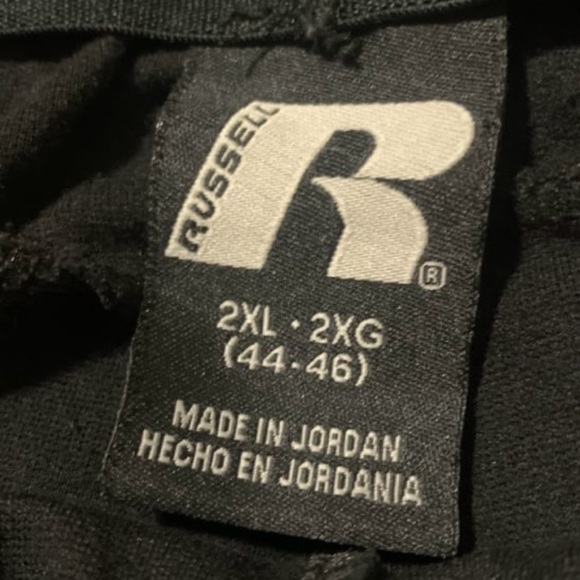 RUSSELL
R
®
2XL · 2XG
(44-46)
MADE IN JORDAN
HECHO EN JORDANIA